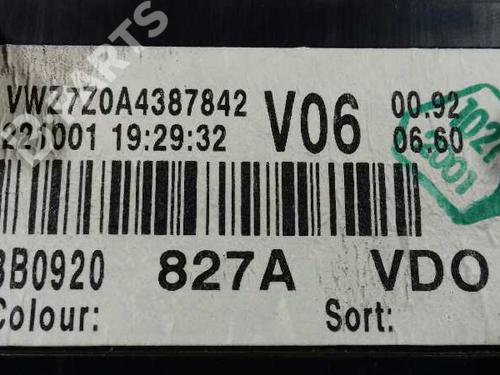 VWZ7Z0A4387842 V06 00.92
221001 19:29:32 06.60
3B0920 827A VDO
Colour: Sort: